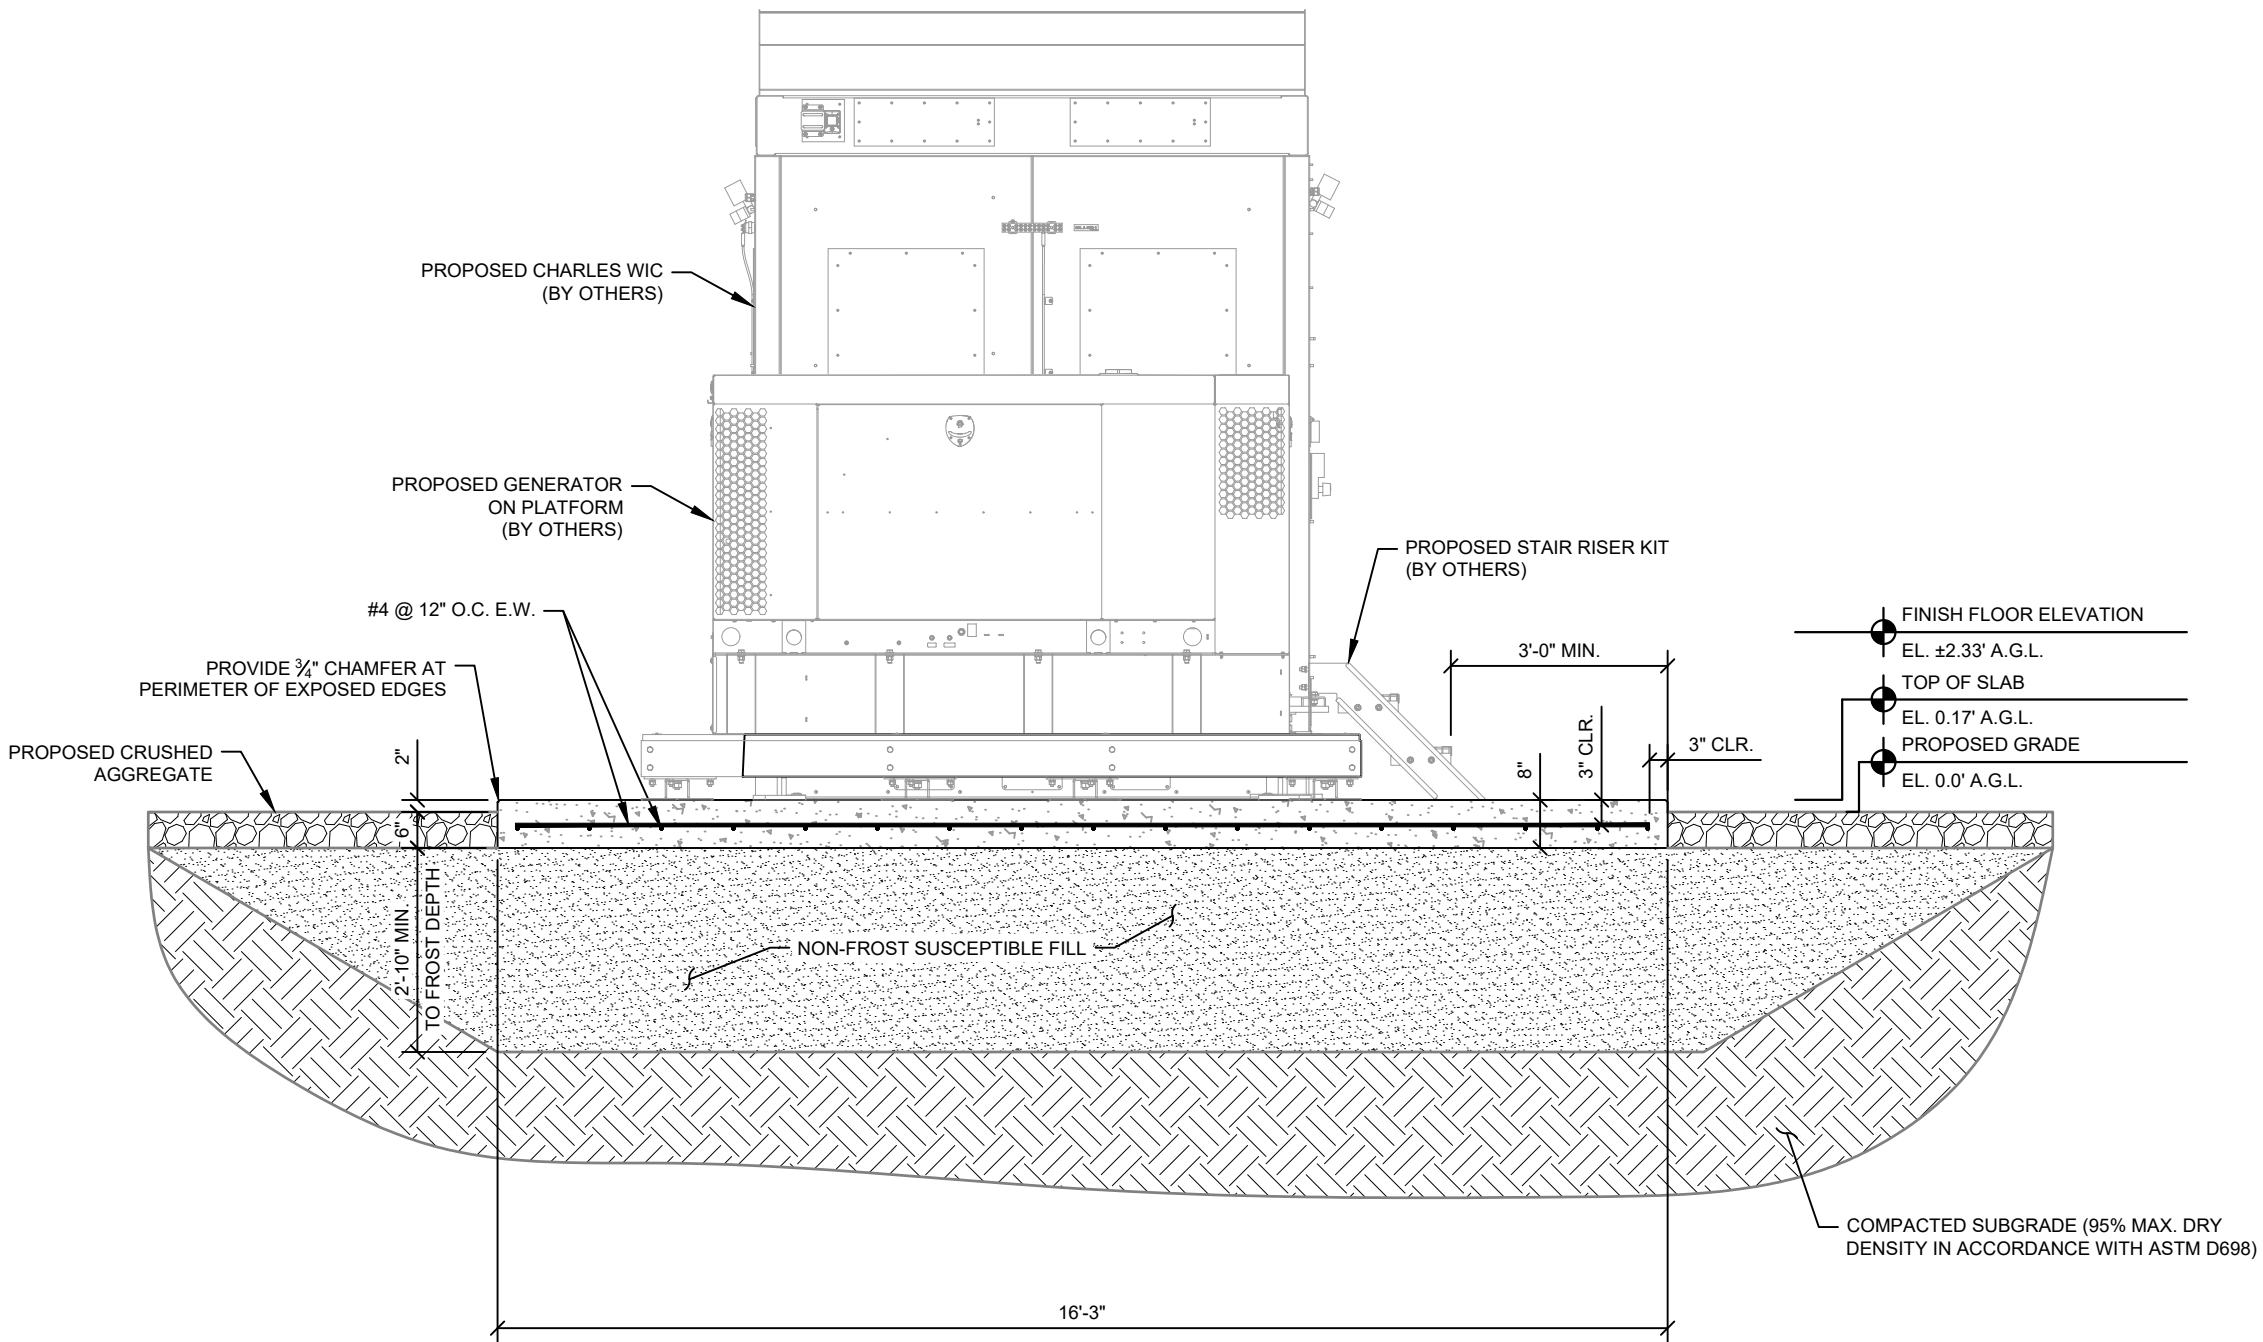 PROPOSED CHARLES WIC
(BY OTHERS)
PROPOSED GENERATOR
ON PLATFORM
(BY OTHERS)
PROPOSED STAIR RISER KIT
(BY OTHERS)
#4 @ 12" O.C. E.W.
PROVIDE ¾" CHAMFER AT
PERIMETER OF EXPOSED EDGES
PROPOSED CRUSHED
AGGREGATE
3'-0" MIN.
FINISH FLOOR ELEVATION
EL. ±2.33' A.G.L.
TOP OF SLAB
EL. 0.17' A.G.L.
PROPOSED GRADE
EL. 0.0' A.G.L.
2"
8"
3" CLR.
3" CLR.
6"
2'-10" MIN.
TO FROST DEPTH
NON-FROST SUSCEPTIBLE FILL
COMPACTED SUBGRADE (95% MAX. DRY
DENSITY IN ACCORDANCE WITH ASTM D698)
16'-3"